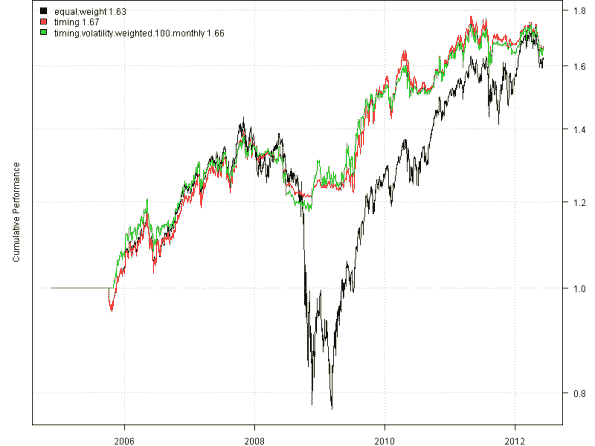 equal.weight 1.63
timing 1.67
timing.volatility.weighted.100.monthly 1.66
Cumulative Performance
1.8
1.6
1.4
1.2
1.0
0.8
2006 2008 2010 2012